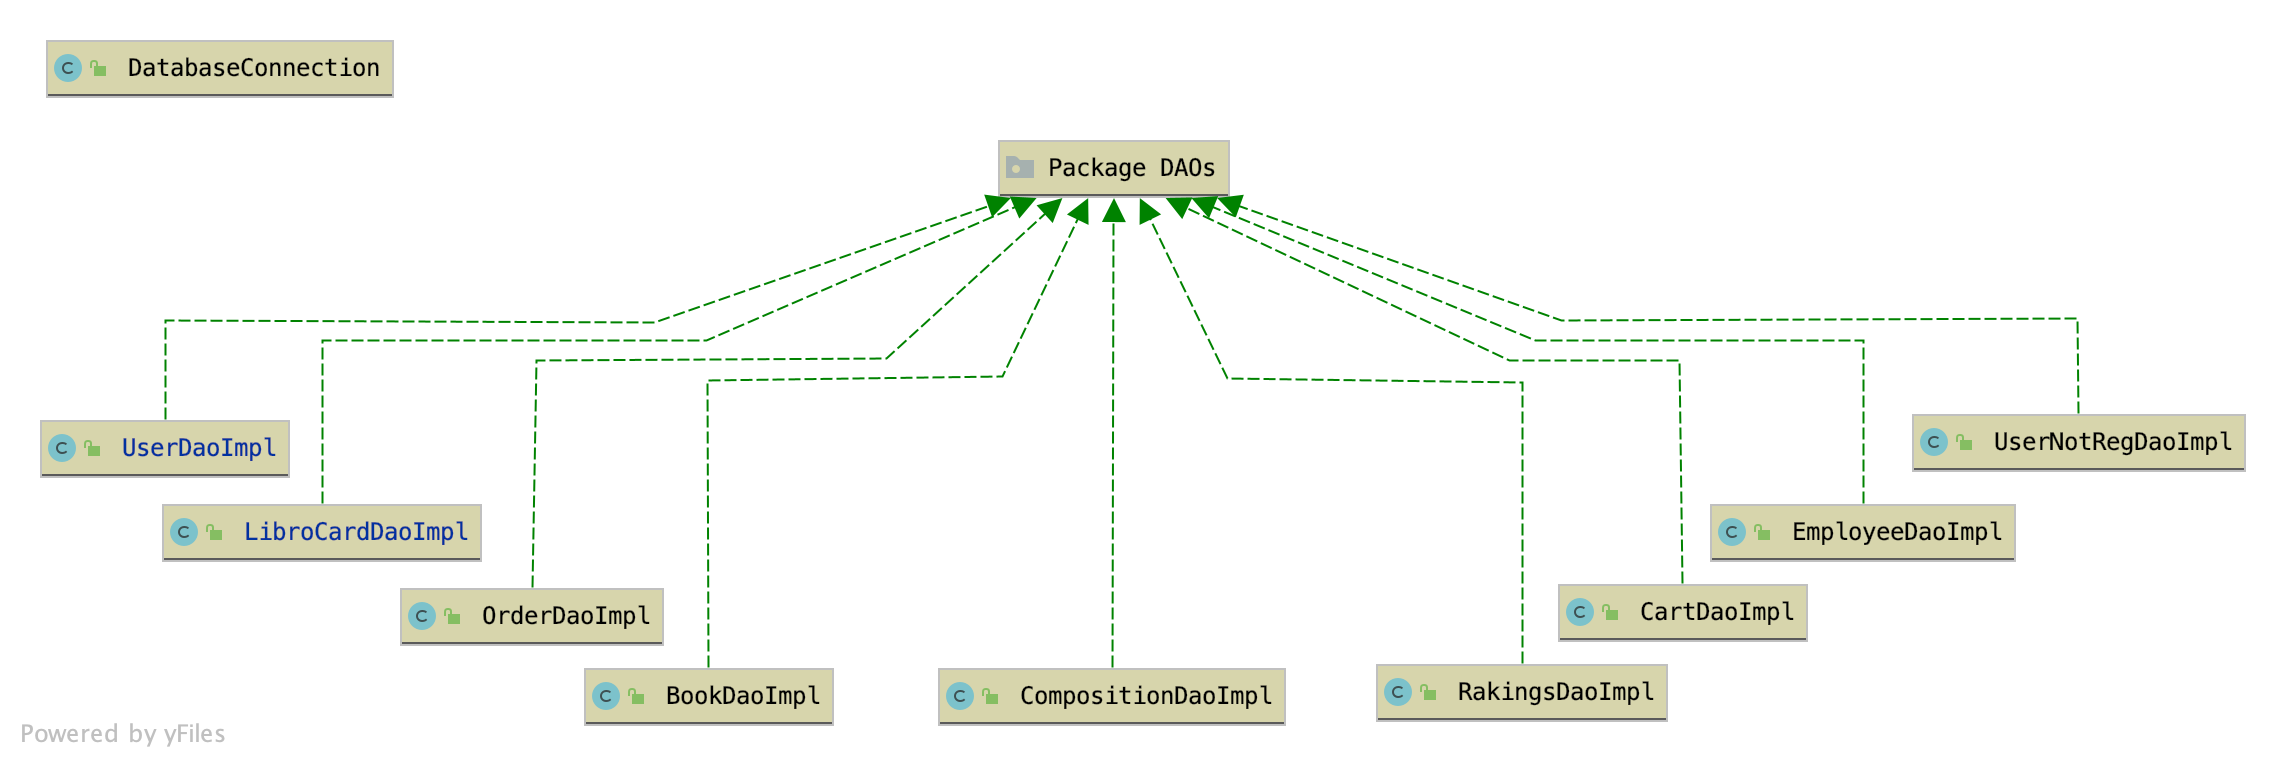 DatabaseConnection
Package DAOs
UserDaoImpl
UserNotRegDaoImpl
LibroCardDaoImpl
EmployeeDaoImpl
OrderDaoImpl
CartDaoImpl
BookDaoImpl
CompositionDaoImpl
RakingsDaoImpl
Powered by yFiles